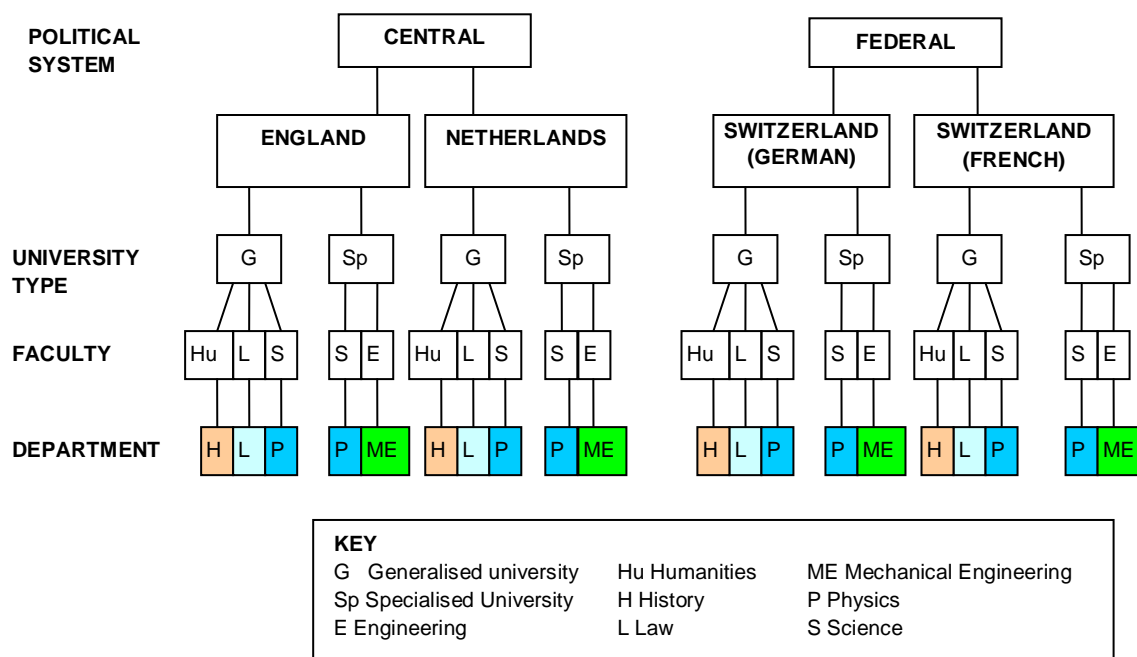 POLITICAL
SYSTEM
CENTRAL
FEDERAL
ENGLAND
NETHERLANDS
SWITZERLAND
(GERMAN)
SWITZERLAND
(FRENCH)
UNIVERSITY
TYPE
G Sp G Sp G Sp G Sp
FACULTY
Hu L S S E Hu L S S E Hu L S S E Hu L S S E
DEPARTMENT
H L P P ME H L P P ME H L P P ME H L P P ME
KEY
G Generalised university Hu Humanities ME Mechanical Engineering
Sp Specialised University H History P Physics
E Engineering L Law S Science